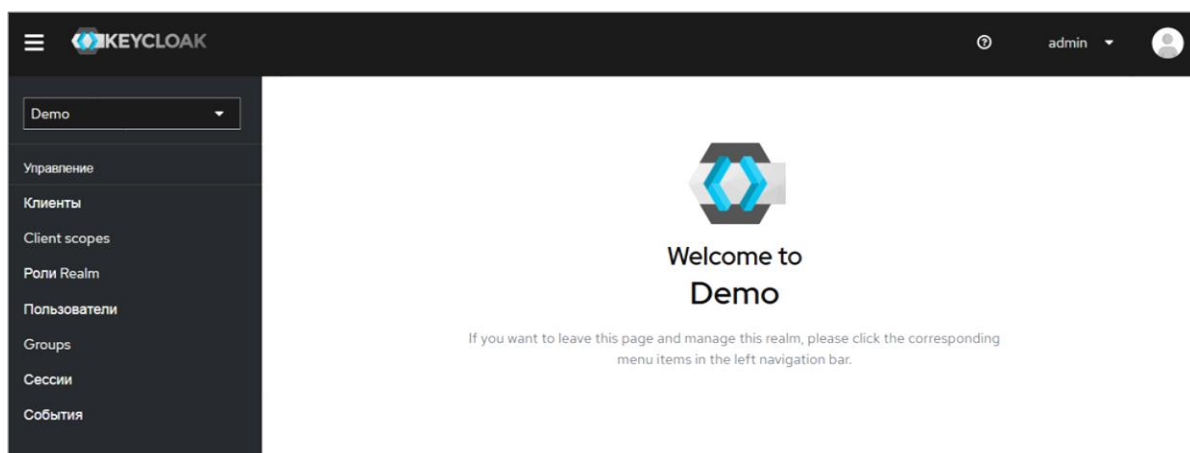 KEYCLOAK
admin
Demo
Управление
Клиенты
Client scopes
Роли Realm
Пользователи
Groups
Сессии
События
Welcome to
Demo
If you want to leave this page and manage this realm, please click the corresponding
menu items in the left navigation bar.